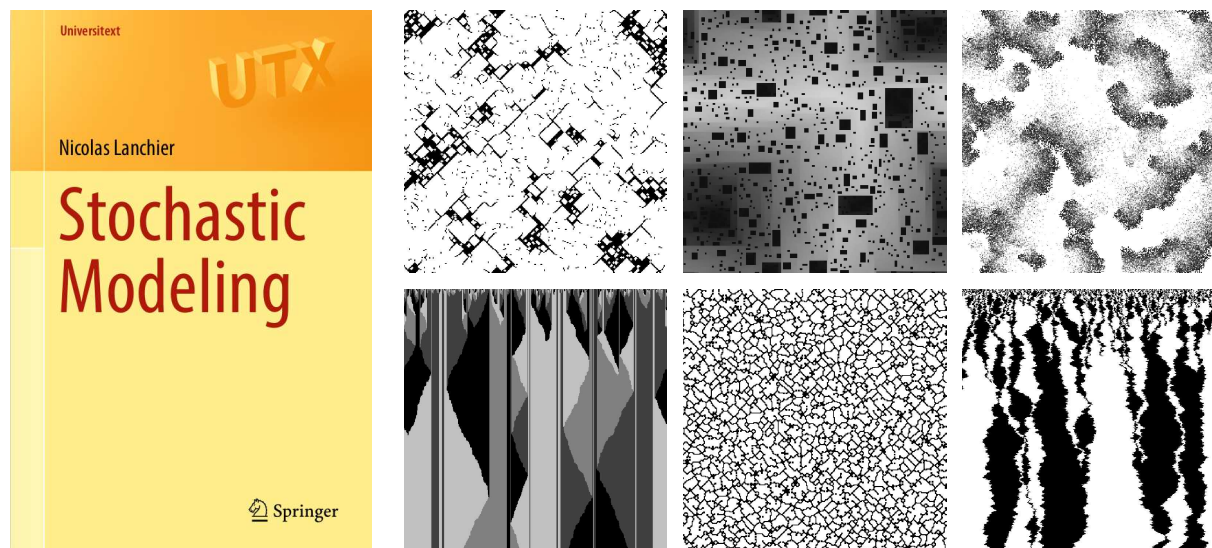 Universitext
UTX
Nicolas Lanchier
Stochastic
Modeling
Springer